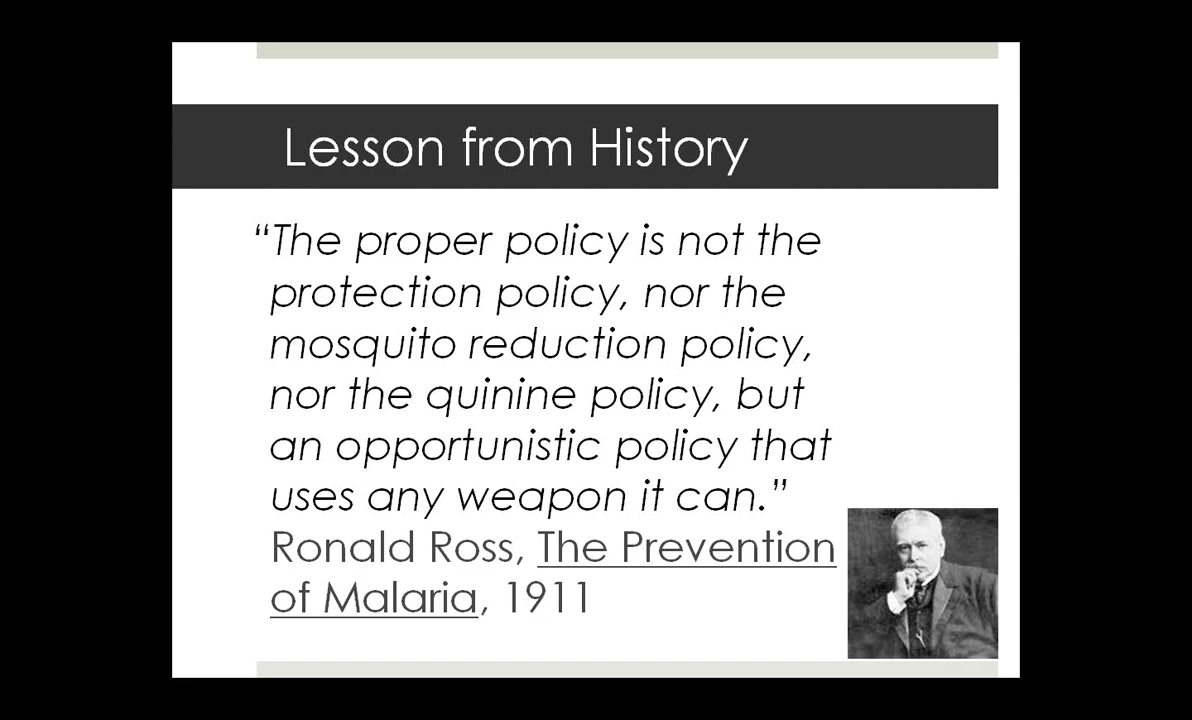 Lesson from History
“The proper policy is not the
protection policy, nor the
mosquito reduction policy,
nor the quinine policy, but
an opportunistic policy that
uses any weapon it can.”
Ronald Ross, The Prevention
of Malaria, 1911